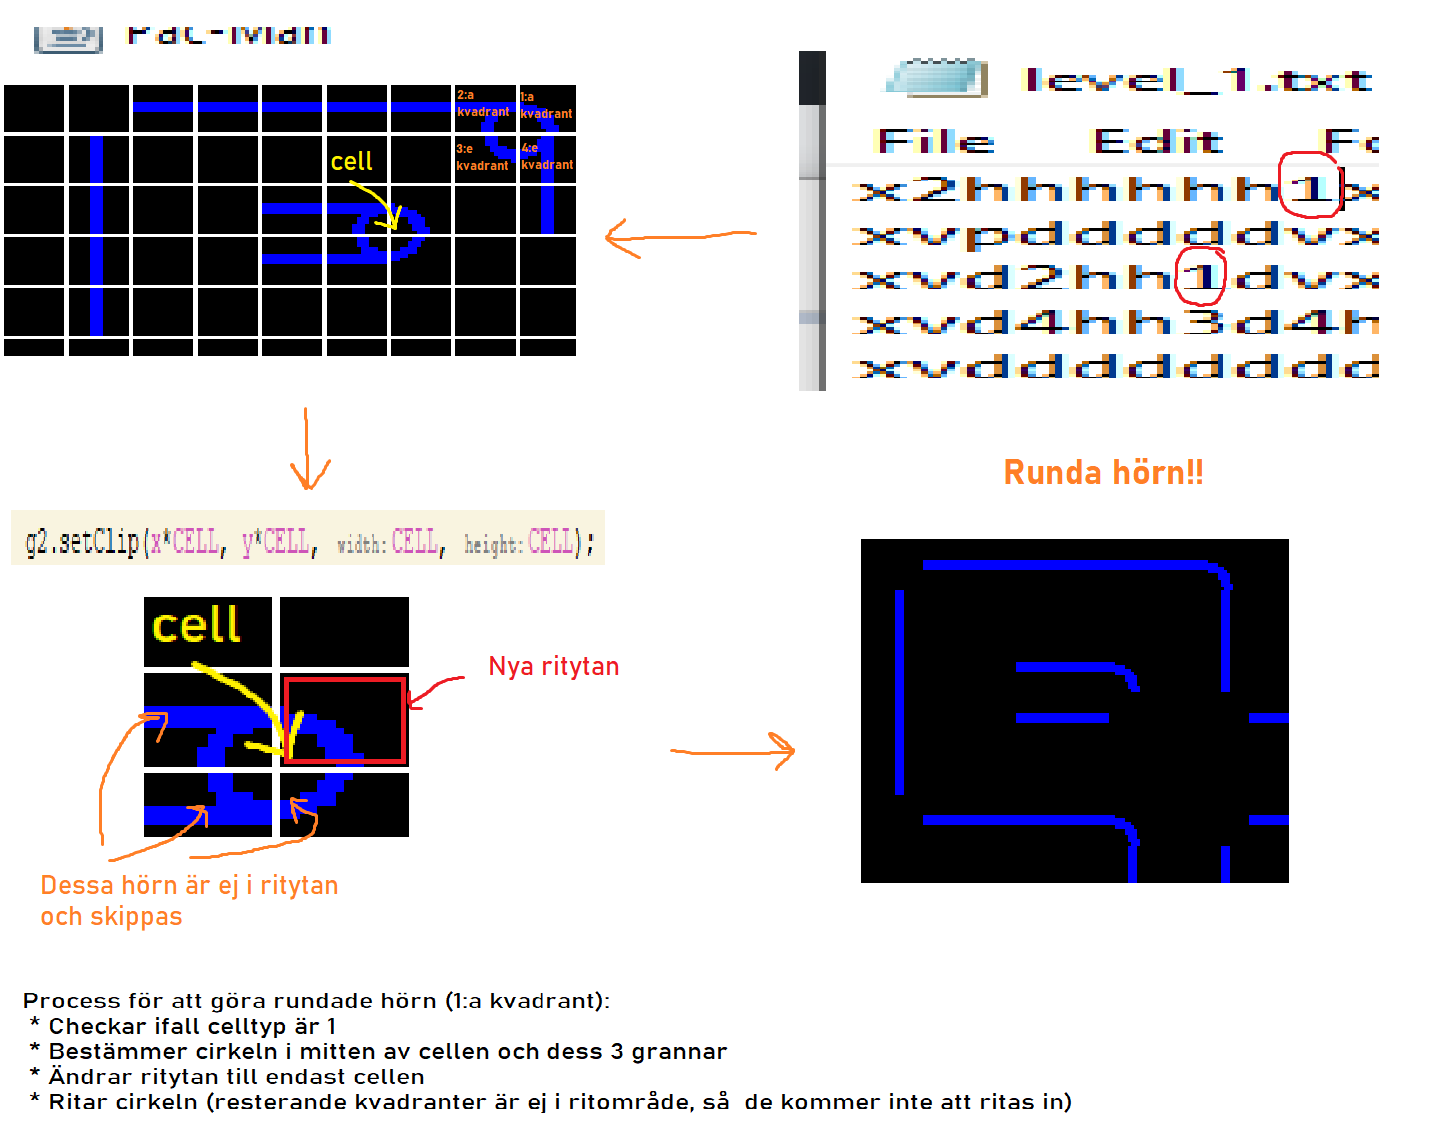 Pac-Man
2:a
kvadrant
1:a
kvadrant
3:e
kvadrant
4:e
kvadrant
cell
level_1.txt
File Edit Fo
x2hhhhhh1x
xvpdddddvx
xvd2hh1dvx
xvd4hh3d4h
xvdddddddd
Runda hörn!!
g2.setClip(x*CELL, y*CELL, width: CELL, height: CELL);
cell
Nya ritytan
Dessa hörn är ej i ritytan
och skippas
Process för att göra rundade hörn (1:a kvadrant):
* Checkar ifall celltyp är 1
* Bestämmer cirkeln i mitten av cellen och dess 3 grannar
* Ändrar ritytan till endast cellen
* Ritar cirkeln (resterande kvadranter är ej i ritområde, så de kommer inte att ritas in)